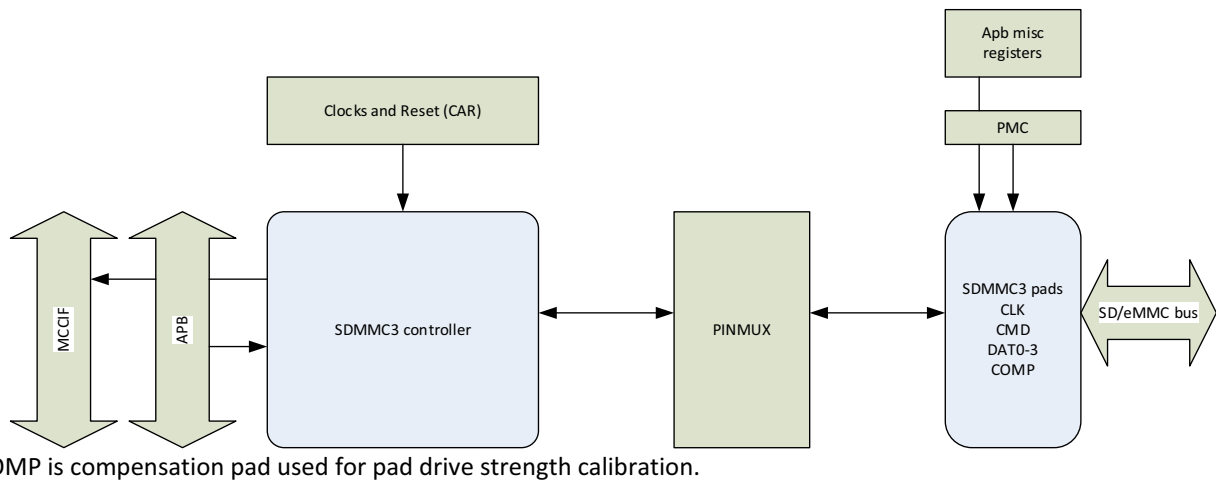 Apb misc
registers
Clocks and Reset (CAR)
PMC
MCCIF
APB
SDMMC3 controller
PINMUX
SDMMC3 pads
CLK
CMD
DAT0-3
COMP
SD/eMMC bus
OMP is compensation pad used for pad drive strength calibration.